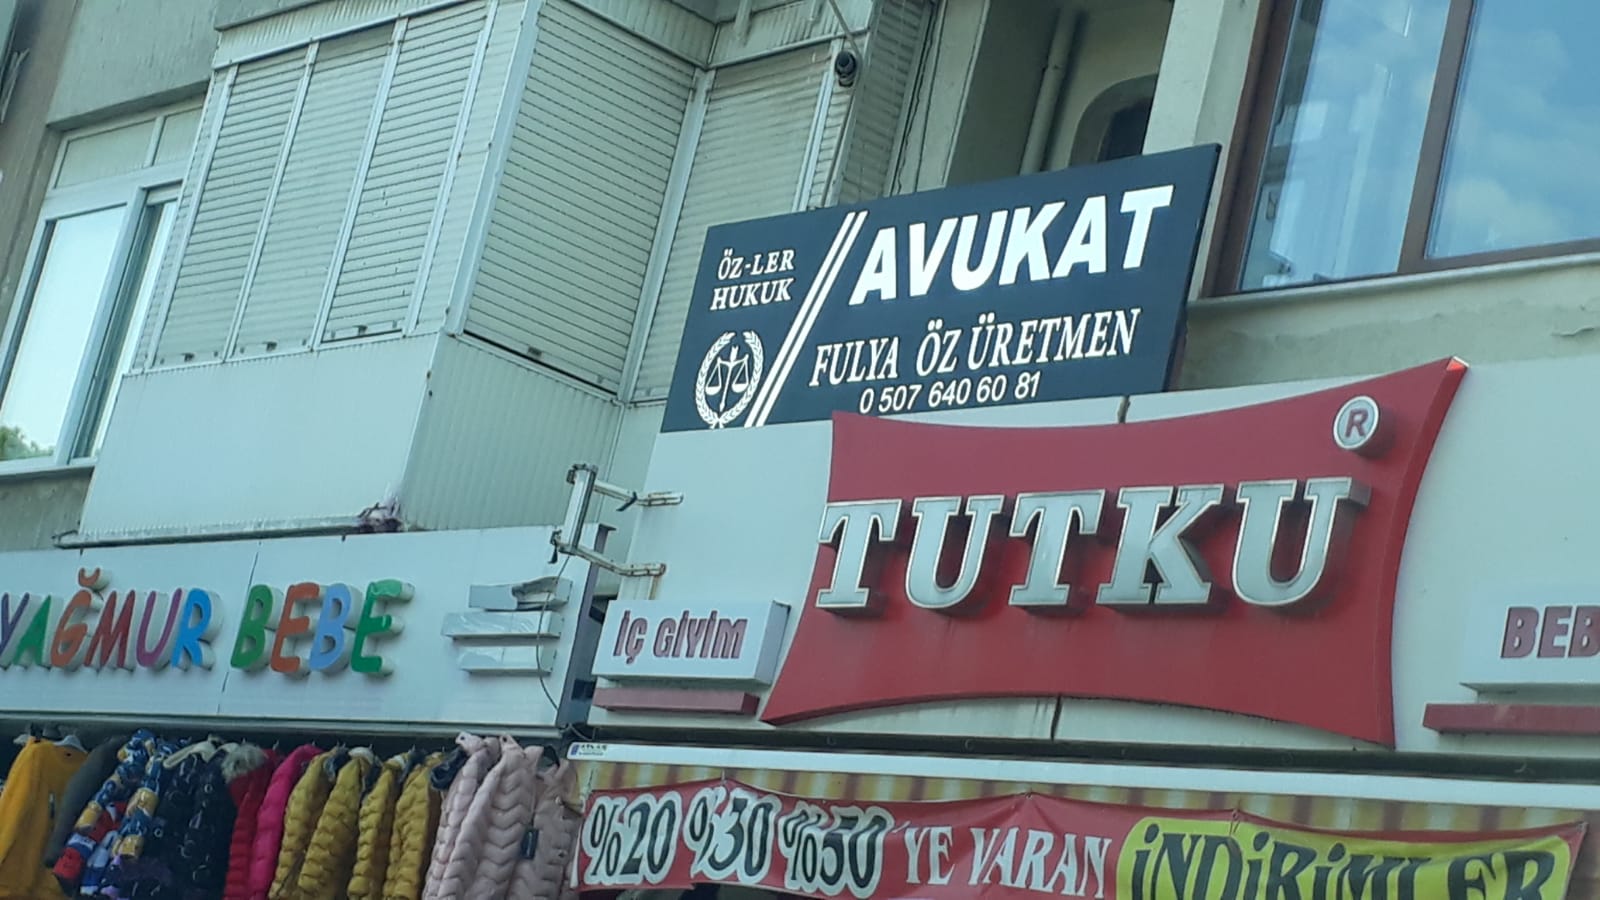 ÖZ-LER
HUKUK
AVUKAT
FULYA ÖZ ÜRETMEN
0 507 640 60 81
TUTKU
®
YAĞMUR BEBE
İÇ GİYİM
BEB
%20 %30 %50 'YE VARAN
İNDİRİMLER